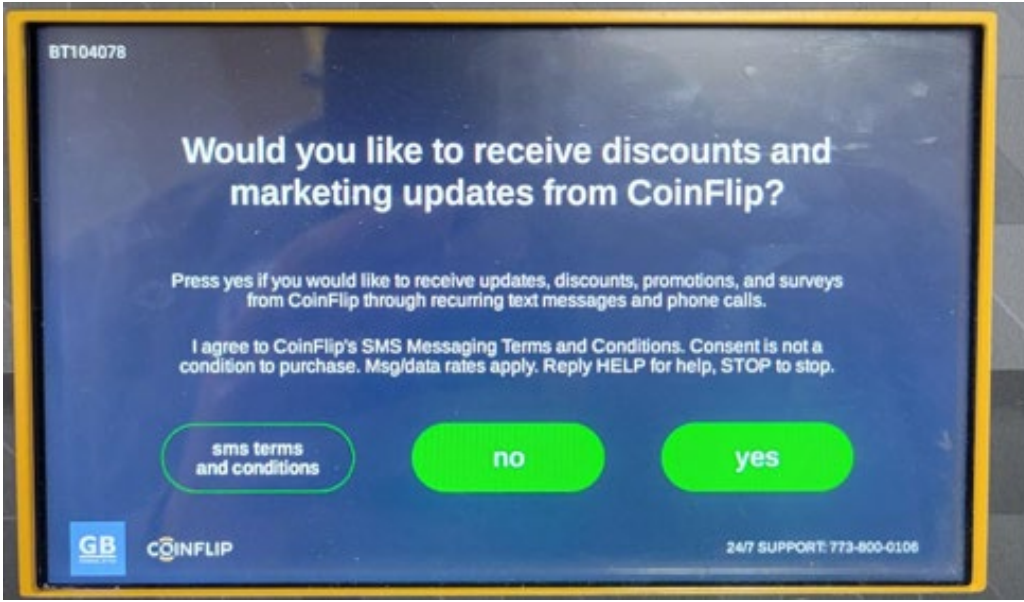 BT104078
Would you like to receive discounts and
marketing updates from CoinFlip?
Press yes if you would like to receive updates, discounts, promotions, and surveys
from CoinFlip through recurring text messages and phone calls.
I agree to CoinFlip's SMS Messaging Terms and Conditions. Consent is not a
condition to purchase. Msg/data rates apply. Reply HELP for help, STOP to stop.
sms terms
and conditions
no
yes
GB
COINFLIP
24/7 SUPPORT: 773-800-0106